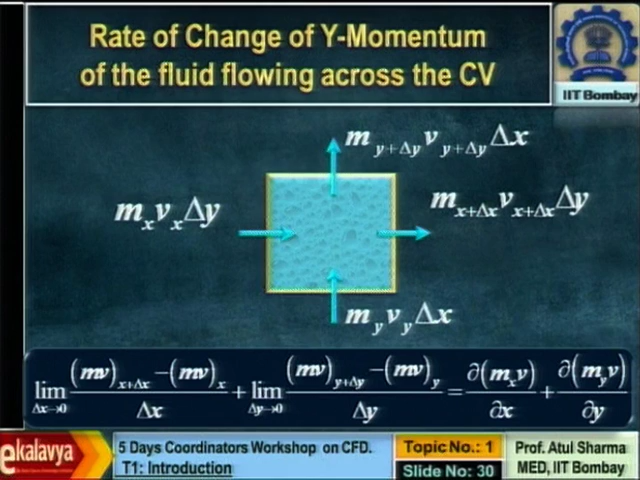 Rate of Change of Y-Momentum
of the fluid flowing across the CV
IIT Bombay
m_{y+Δy} v_{y+Δy} Δx
m_x v_x Δy
m_{x+Δx} v_{x+Δx} Δy
m_y v_y Δx
lim_{Δx→0} ((mv)_{x+Δx} − (mv)_x) / Δx + lim_{Δy→0} ((mv)_{y+Δy} − (mv)_y) / Δy = ∂(m_x v)/∂x + ∂(m_y v)/∂y
ekalavya
5 Days Coordinators Workshop on CFD.
T1: Introduction
Topic No.: 1
Slide No: 30
Prof. Atul Sharma
MED, IIT Bombay